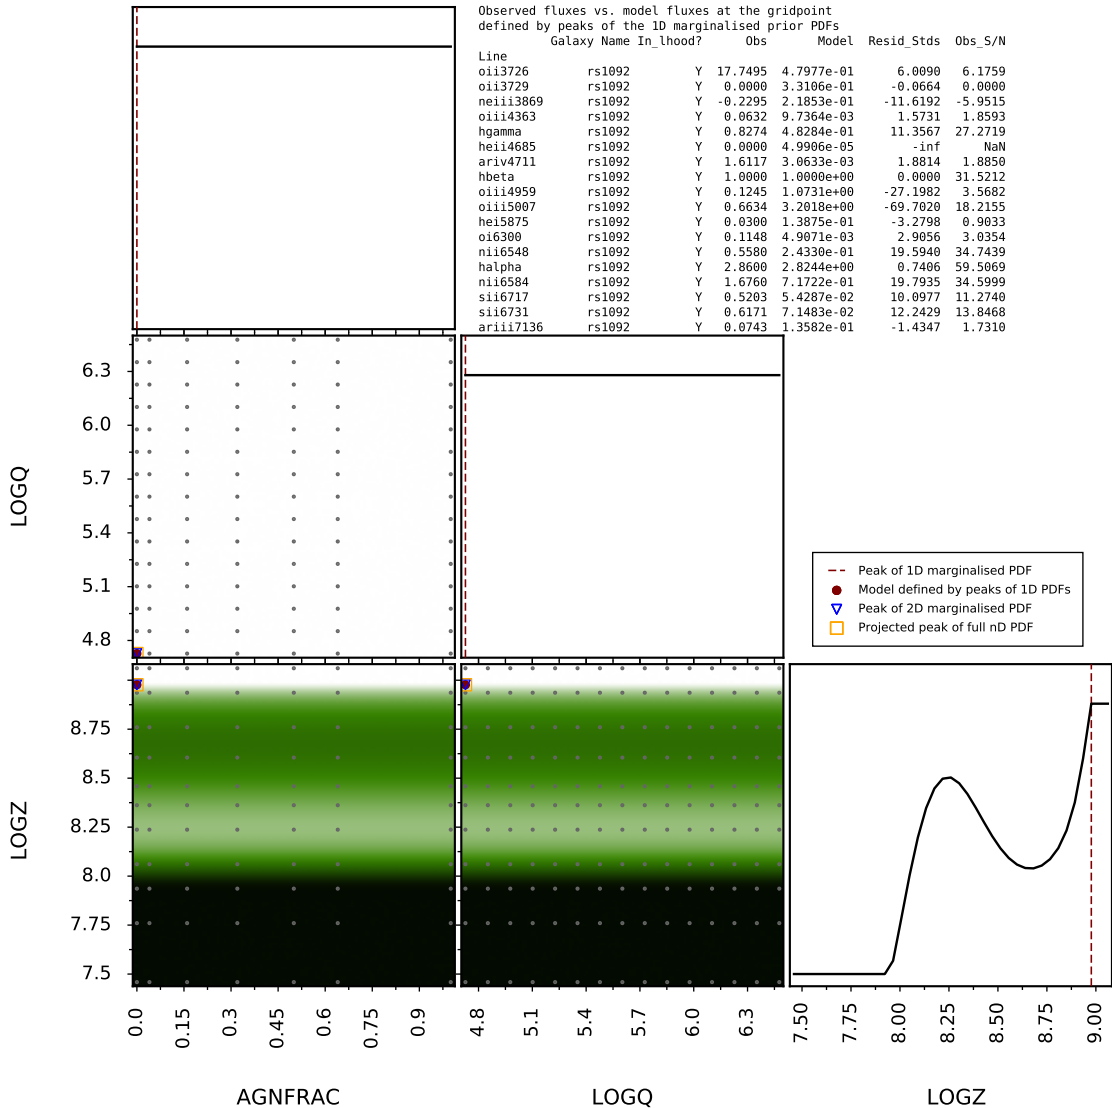 Observed fluxes vs. model fluxes at the gridpoint
defined by peaks of the 1D marginalised prior PDFs
Galaxy Name In_lhood? Obs Model Resid_Stds Obs_S/N
Line
oii3726 rs1092 Y 17.7495 4.7977e-01 6.0090 6.1759
oii3729 rs1092 Y 0.0000 3.3106e-01 -0.0664 0.0000
neiii3869 rs1092 Y -0.2295 2.1853e-01 -11.6192 -5.9515
oiii4363 rs1092 Y 0.0632 9.7364e-03 1.5731 1.8593
hgamma rs1092 Y 0.8274 4.8284e-01 11.3567 27.2719
heii4685 rs1092 Y 0.0000 4.9906e-05 -inf NaN
ariv4711 rs1092 Y 1.6117 3.0633e-03 1.8814 1.8850
hbeta rs1092 Y 1.0000 1.0000e+00 0.0000 31.5212
oiii4959 rs1092 Y 0.1245 1.0731e+00 -27.1982 3.5682
oiii5007 rs1092 Y 0.6634 3.2018e+00 -69.7020 18.2155
hei5875 rs1092 Y 0.0300 1.3875e-01 -3.2798 0.9033
oi6300 rs1092 Y 0.1148 4.9071e-03 2.9056 3.0354
nii6548 rs1092 Y 0.5580 2.4330e-01 19.5940 34.7439
halpha rs1092 Y 2.8600 2.8244e+00 0.7406 59.5069
nii6584 rs1092 Y 1.6760 7.1722e-01 19.7935 34.5999
sii6717 rs1092 Y 0.5203 5.4287e-02 10.0977 11.2740
sii6731 rs1092 Y 0.6171 7.1483e-02 12.2429 13.8468
ariii7136 rs1092 Y 0.0743 1.3582e-01 -1.4347 1.7310
LOGQ
6.3
6.0
5.7
5.4
5.1
4.8
Peak of 1D marginalised PDF
Model defined by peaks of 1D PDFs
Peak of 2D marginalised PDF
Projected peak of full nD PDF
LOGZ
8.75
8.5
8.25
8.0
7.75
7.5
0.0 0.15 0.3 0.45 0.6 0.75 0.9
4.8 5.1 5.4 5.7 6.0 6.3
7.50 7.75 8.00 8.25 8.50 8.75 9.00
AGNFRAC LOGQ LOGZ